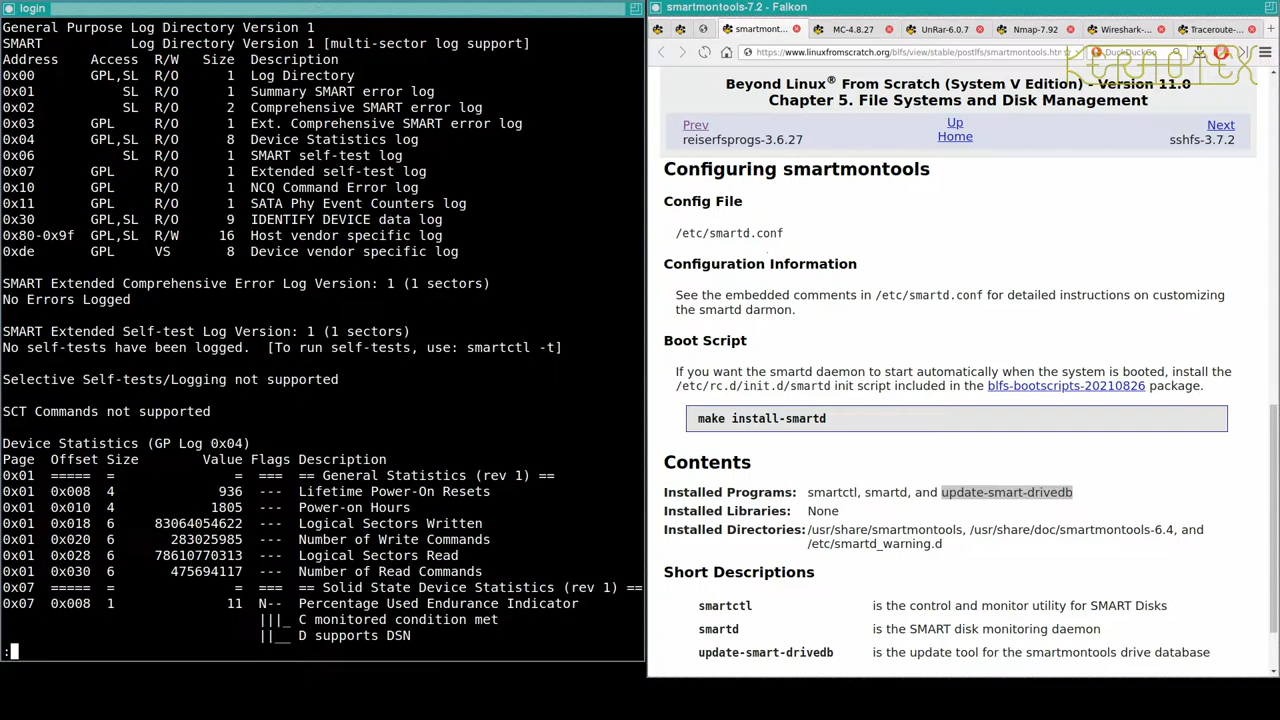 login
General Purpose Log Directory Version 1
SMART           Log Directory Version 1 [multi-sector log support]
Address    Access  R/W   Size  Description
0x00       GPL,SL  R/O      1  Log Directory
0x01           SL  R/O      1  Summary SMART error log
0x02           SL  R/O      2  Comprehensive SMART error log
0x03       GPL     R/O      1  Ext. Comprehensive SMART error log
0x04       GPL,SL  R/O      8  Device Statistics log
0x06           SL  R/O      1  SMART self-test log
0x07       GPL     R/O      1  Extended self-test log
0x10       GPL     R/O      1  NCQ Command Error log
0x11       GPL     R/O      1  SATA Phy Event Counters log
0x30       GPL,SL  R/O      9  IDENTIFY DEVICE data log
0x80-0x9f  GPL,SL  R/W     16  Host vendor specific log
0xde       GPL     VS       8  Device vendor specific log
SMART Extended Comprehensive Error Log Version: 1 (1 sectors)
No Errors Logged
SMART Extended Self-test Log Version: 1 (1 sectors)
No self-tests have been logged.  [To run self-tests, use: smartctl -t]
Selective Self-tests/Logging not supported
SCT Commands not supported
Device Statistics (GP Log 0x04)
Page  Offset Size        Value Flags Description
0x01  =====  =               =  ===  == General Statistics (rev 1) ==
0x01  0x008  4             936  ---  Lifetime Power-On Resets
0x01  0x010  4            1805  ---  Power-on Hours
0x01  0x018  6     83064054622  ---  Logical Sectors Written
0x01  0x020  6       283025985  ---  Number of Write Commands
0x01  0x028  6     78610770313  ---  Logical Sectors Read
0x01  0x030  6       475694117  ---  Number of Read Commands
0x07  =====  =               =  ===  == Solid State Device Statistics (rev 1) ==
0x07  0x008  1              11  N--  Percentage Used Endurance Indicator
|||_ C monitored condition met
||__ D supports DSN
:
smartmontools-7.2 - Falkon
smartmont... MC-4.8.27 UnRar-6.0.7 Nmap-7.92 Wireshark-... Traceroute-...
https://www.linuxfromscratch.org/blfs/view/stable/postlfs/smartmontools.htm DuckDuckGo
KERNOTEX
Beyond Linux® From Scratch (System V Edition) - Version 11.0
Chapter 5. File Systems and Disk Management
Prev Up Next
reiserfsprogs-3.6.27 Home sshfs-3.7.2
Configuring smartmontools
Config File
/etc/smartd.conf
Configuration Information
See the embedded comments in /etc/smartd.conf for detailed instructions on customizing
the smartd darmon.
Boot Script
If you want the smartd daemon to start automatically when the system is booted, install the
/etc/rc.d/init.d/smartd init script included in the blfs-bootscripts-20210826 package.
make install-smartd
Contents
Installed Programs: smartctl, smartd, and update-smart-drivedb
Installed Libraries: None
Installed Directories: /usr/share/smartmontools, /usr/share/doc/smartmontools-6.4, and
/etc/smartd_warning.d
Short Descriptions
smartctl is the control and monitor utility for SMART Disks
smartd is the SMART disk monitoring daemon
update-smart-drivedb is the update tool for the smartmontools drive database